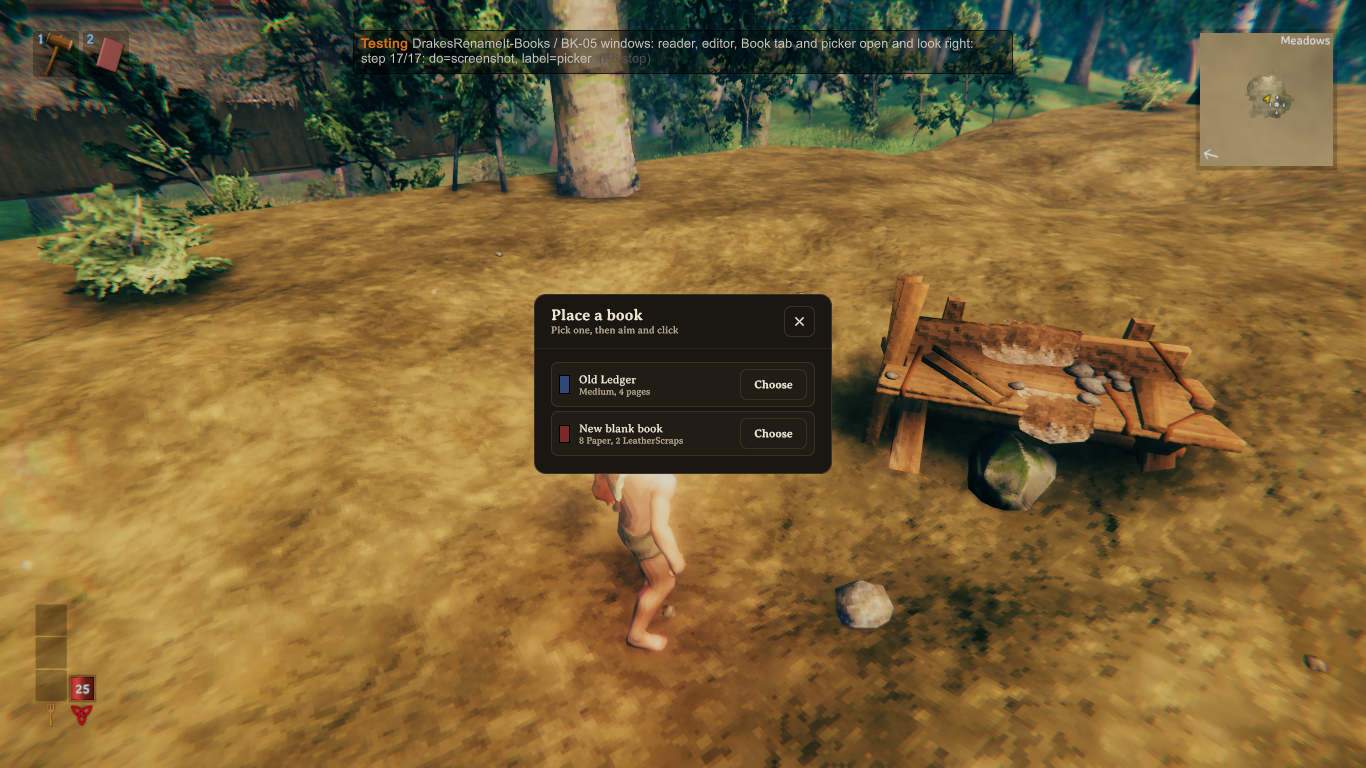 1
2
Testing DrakesRenameIt-Books / BK-05 windows: reader, editor, Book tab and picker open and look right:
step 17/17: do=screenshot, label=picker
Meadows
Place a book
Pick one, then aim and click
Old Ledger
Medium, 4 pages
Choose
New blank book
8 Paper, 2 LeatherScraps
Choose
25